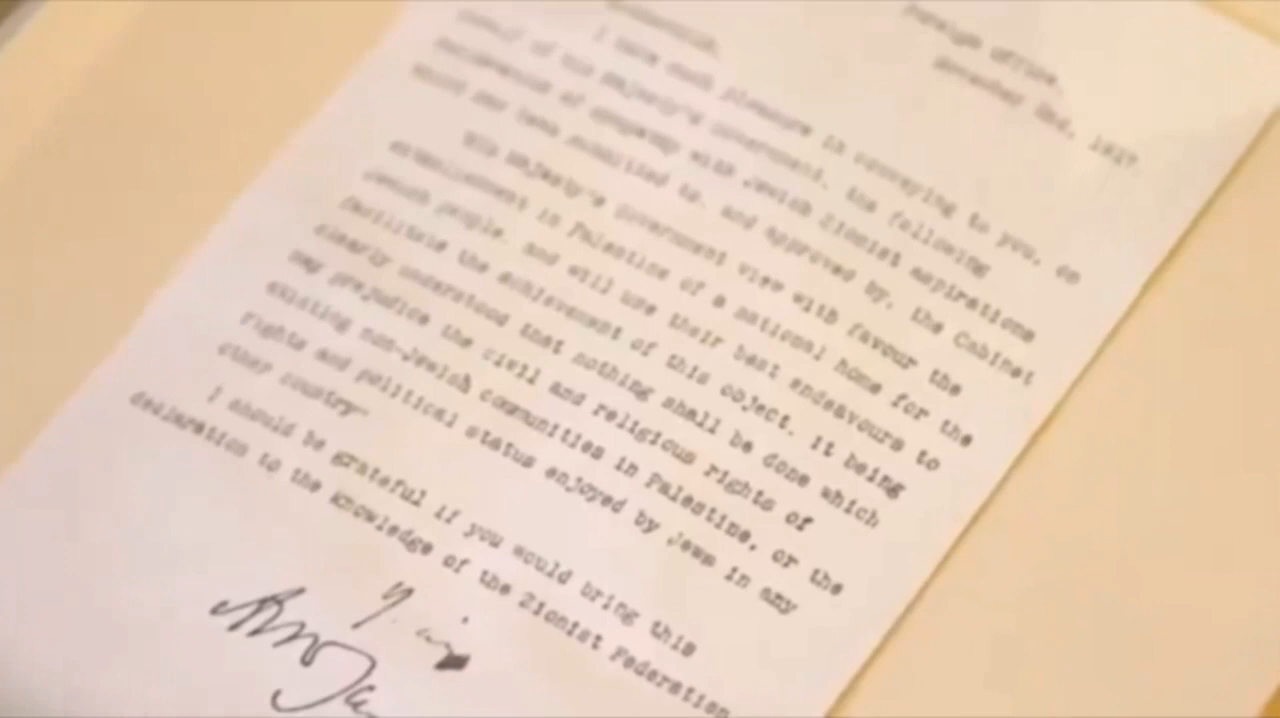 Foreign Office,
November 2nd, 1917.
I have much pleasure in conveying to you, on
behalf of His Majesty's Government, the following
declaration of sympathy with Jewish Zionist aspirations
which has been submitted to, and approved by, the Cabinet
His Majesty's Government view with favour the
establishment in Palestine of a national home for the
Jewish people, and will use their best endeavours to
facilitate the achievement of this object, it being
clearly understood that nothing shall be done which
may prejudice the civil and religious rights of
existing non-Jewish communities in Palestine, or the
rights and political status enjoyed by Jews in any
other country
I should be grateful if you would bring this
declaration to the knowledge of the Zionist Federation